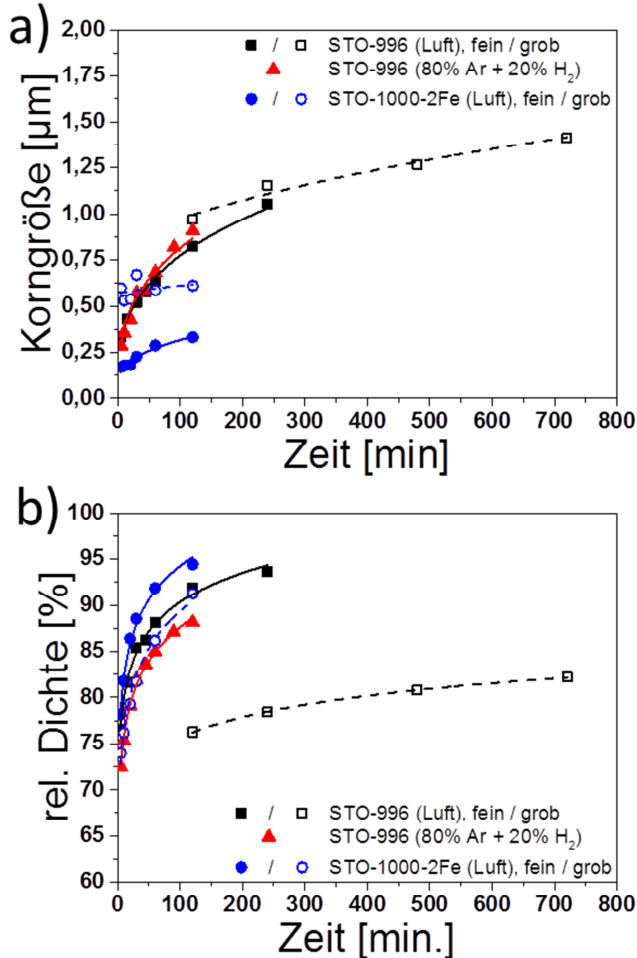 a)
2,00
1,75
1,50
1,25
1,00
0,75
0,50
0,25
0,00
Korngröße [µm]
/ STO-996 (Luft), fein / grob
STO-996 (80% Ar + 20% H₂)
/ STO-1000-2Fe (Luft), fein / grob
0 100 200 300 400 500 600 700 800
Zeit [min]
b)
100
95
90
85
80
75
70
65
60
rel. Dichte [%]
/ STO-996 (Luft), fein / grob
STO-996 (80% Ar + 20% H₂)
/ STO-1000-2Fe (Luft), fein / grob
0 100 200 300 400 500 600 700 800
Zeit [min.]